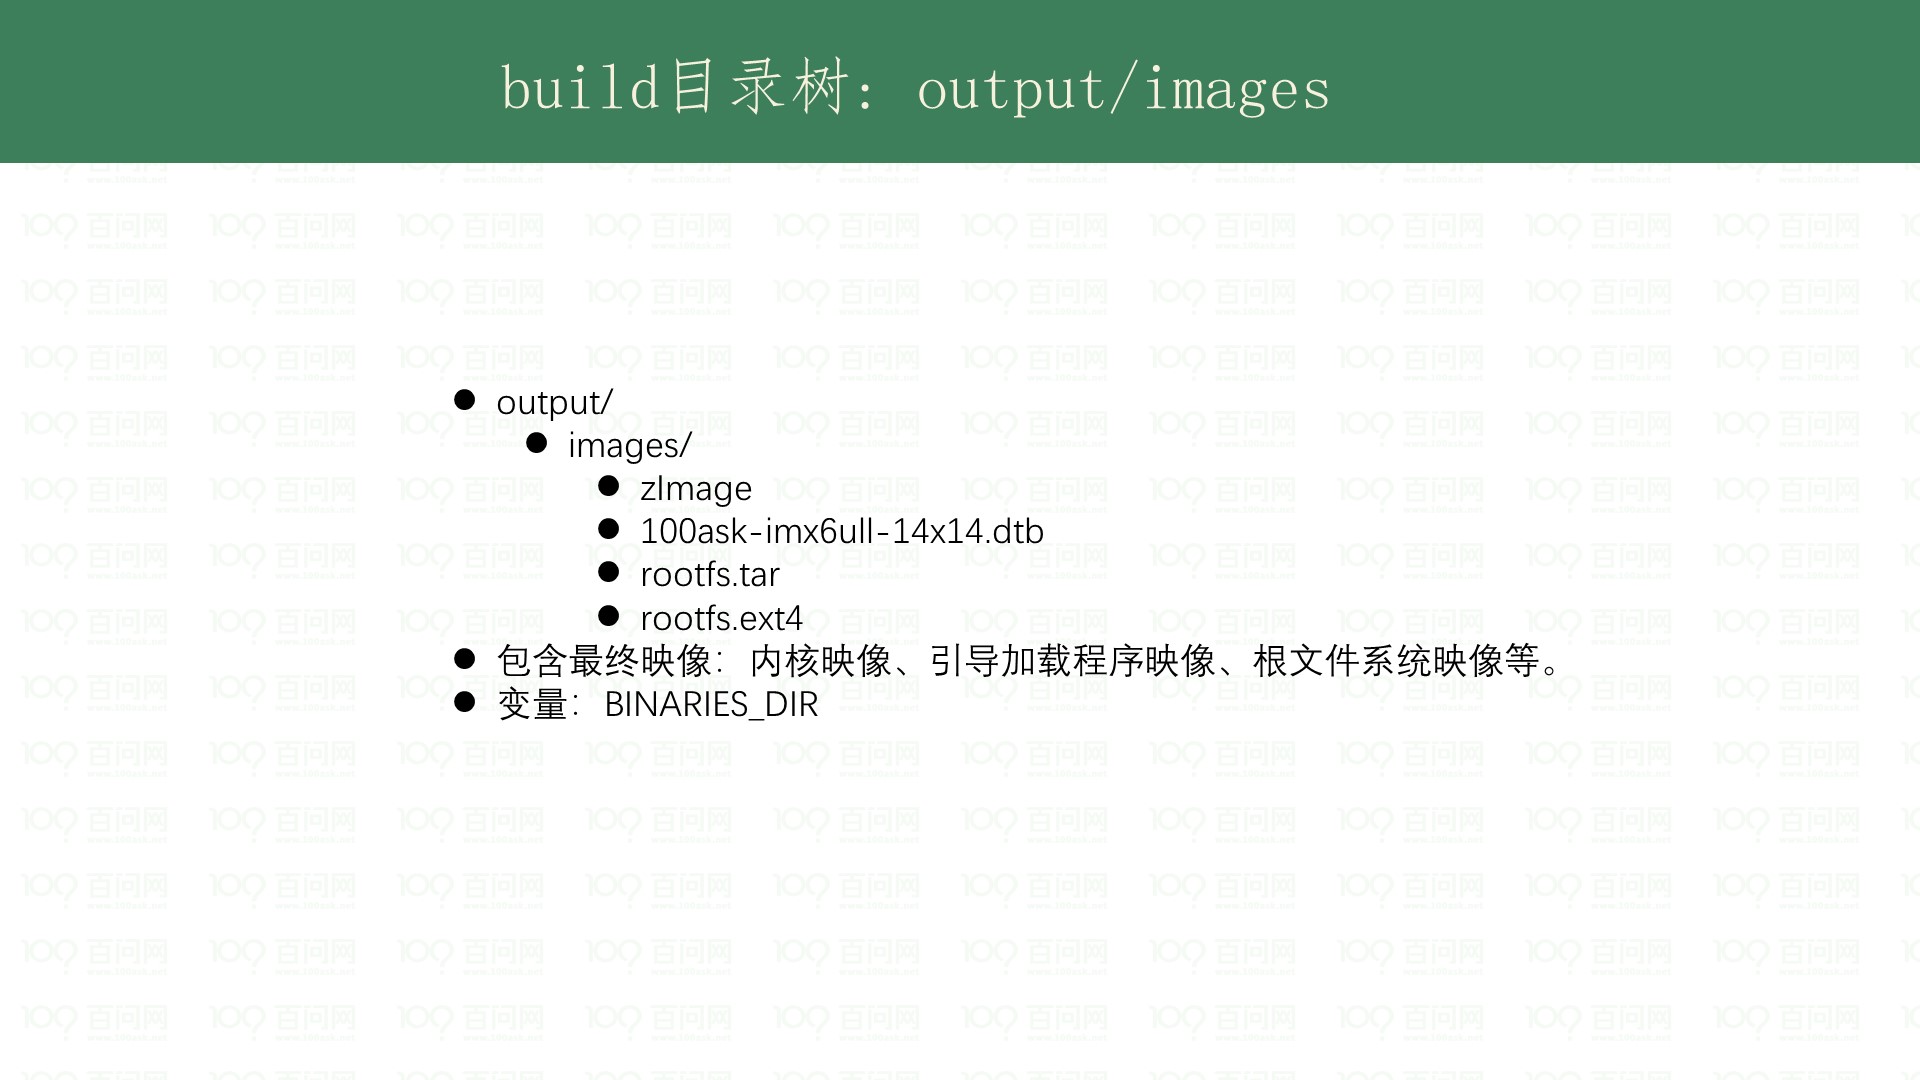 build目录树：output/images
output/
images/
zImage
100ask-imx6ull-14x14.dtb
rootfs.tar
rootfs.ext4
包含最终映像：内核映像、引导加载程序映像、根文件系统映像等。
变量：BINARIES_DIR